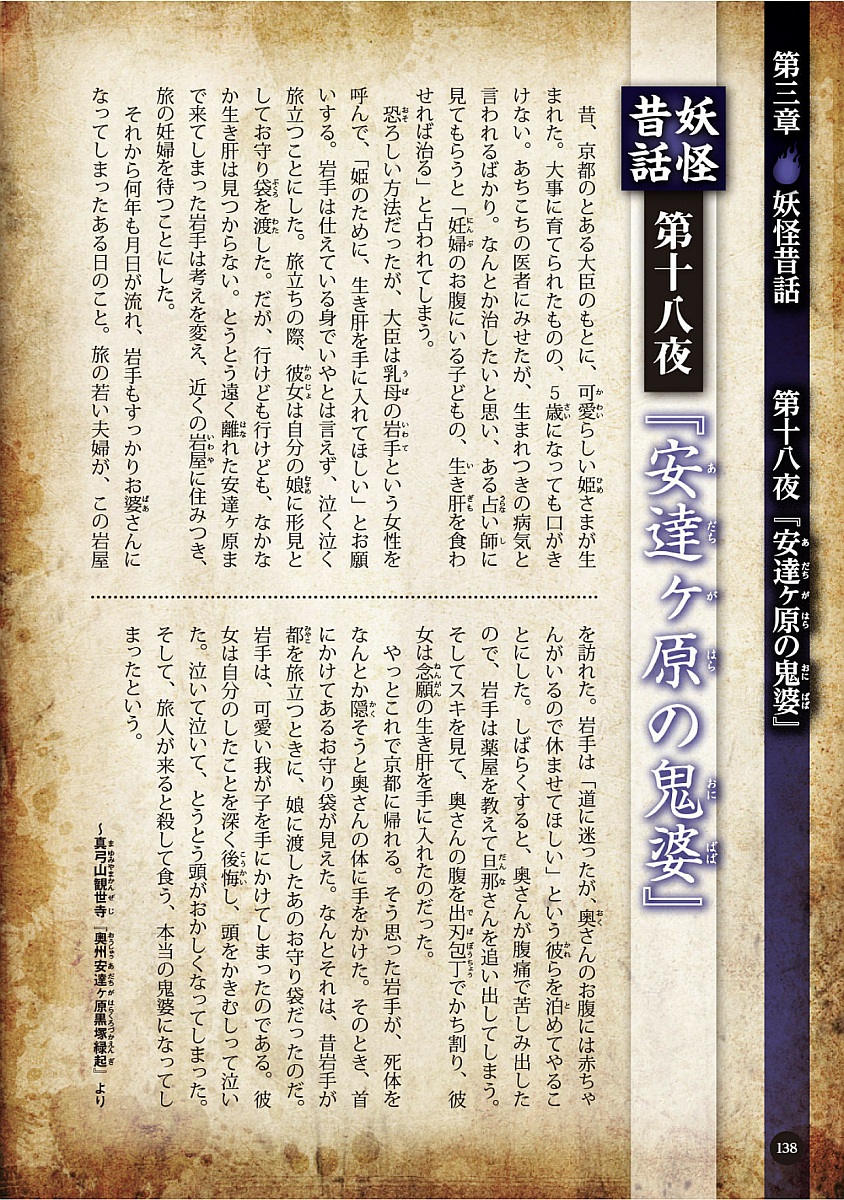 第三章 妖怪昔話 第十八夜『安達ヶ原の鬼婆』
あ だち が はら おに ばば
妖怪
昔話
第十八夜
『安達ヶ原の鬼婆』
あ だち が はら おに ばば
　昔、京都のとある大臣のもとに、可愛らしい姫さまが生
まれた。大事に育てられたものの、５歳になっても口がき
けない。あちこちの医者にみせたが、生まれつきの病気と
言われるばかり。なんとか治したいと思い、ある占い師に
見てもらうと「妊婦のお腹にいる子どもの、生き肝を食わ
せれば治る」と占われてしまう。
　恐ろしい方法だったが、大臣は乳母の岩手という女性を
呼んで、「姫のために、生き肝を手に入れてほしい」とお願
いする。岩手は仕えている身でいやとは言えず、泣く泣く
旅立つことにした。旅立ちの際、彼女は自分の娘に形見と
してお守り袋を渡した。だが、行けども行けども、なかな
か生き肝は見つからない。とうとう遠く離れた安達ヶ原ま
で来てしまった岩手は考えを変え、近くの岩屋に住みつき、
旅の妊婦を待つことにした。
　それから何年も月日が流れ、岩手もすっかりお婆さんに
なってしまったある日のこと。旅の若い夫婦が、この岩屋
を訪れた。岩手は「道に迷ったが、奥さんのお腹には赤ちゃ
んがいるので休ませてほしい」という彼らを泊めてやるこ
とにした。しばらくすると、奥さんが腹痛で苦しみ出した
ので、岩手は薬屋を教えて旦那さんを追い出してしまう。
そしてスキを見て、奥さんの腹を出刃包丁でかち割り、彼
女は念願の生き肝を手に入れたのだった。
　やっとこれで京都に帰れる。そう思った岩手が、死体を
なんとか隠そうと奥さんの体に手をかけた。そのとき、首
にかけてあるお守り袋が見えた。なんとそれは、昔岩手が
都を旅立つときに、娘に渡したあのお守り袋だったのだ。
岩手は、可愛い我が子を手にかけてしまったのである。彼
女は自分のしたことを深く後悔し、頭をかきむしって泣い
た。泣いて泣いて、とうとう頭がおかしくなってしまった。
そして、旅人が来ると殺して食う、本当の鬼婆になってし
まったという。
〜真弓山観世寺『奥州安達ヶ原黒塚縁起』より
138